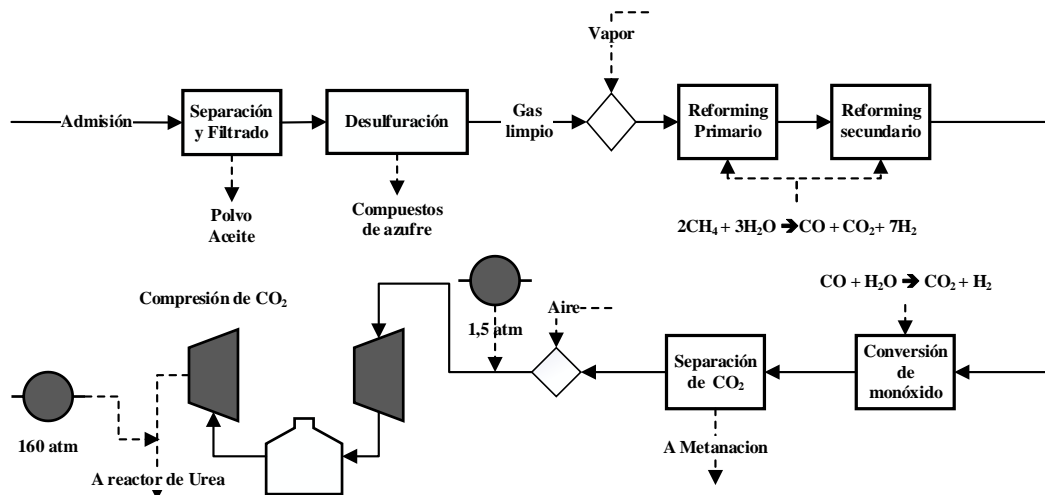 Vapor
Admisión
Separación
y Filtrado
Desulfuración
Gas
limpio
Reforming
Primario
Reforming
secundario
Polvo
Aceite
Compuestos
de azufre
2CH₄ + 3H₂O ➔ CO + CO₂ + 7H₂
CO + H₂O ➔ CO₂ + H₂
Compresión de CO₂
1,5 atm
Aire
Separación
de CO₂
Conversión
de
monóxido
160 atm
A reactor de Urea
A Metanacion